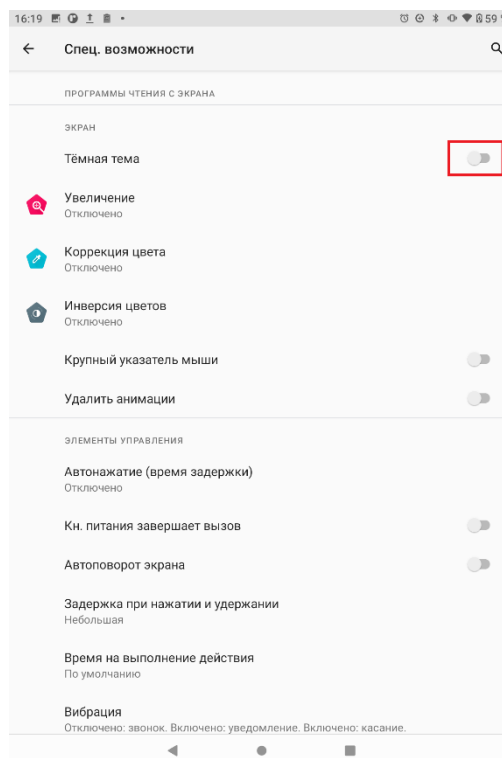 16:19 59
Спец. возможности
ПРОГРАММЫ ЧТЕНИЯ С ЭКРАНА
ЭКРАН
Тёмная тема
Увеличение
Отключено
Коррекция цвета
Отключено
Инверсия цветов
Отключено
Крупный указатель мыши
Удалить анимации
ЭЛЕМЕНТЫ УПРАВЛЕНИЯ
Автонажатие (время задержки)
Отключено
Кн. питания завершает вызов
Автоповорот экрана
Задержка при нажатии и удержании
Небольшая
Время на выполнение действия
По умолчанию
Вибрация
Отключено: звонок. Включено: уведомление. Включено: касание.